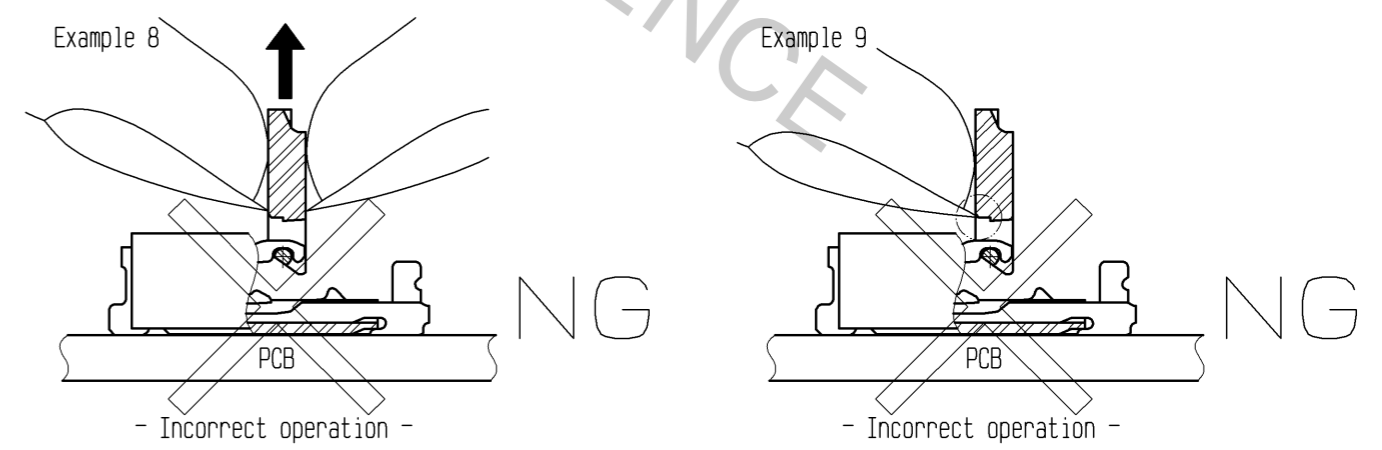 Example 8
NG
PCB
- Incorrect operation -
Example 9
NG
PCB
- Incorrect operation -